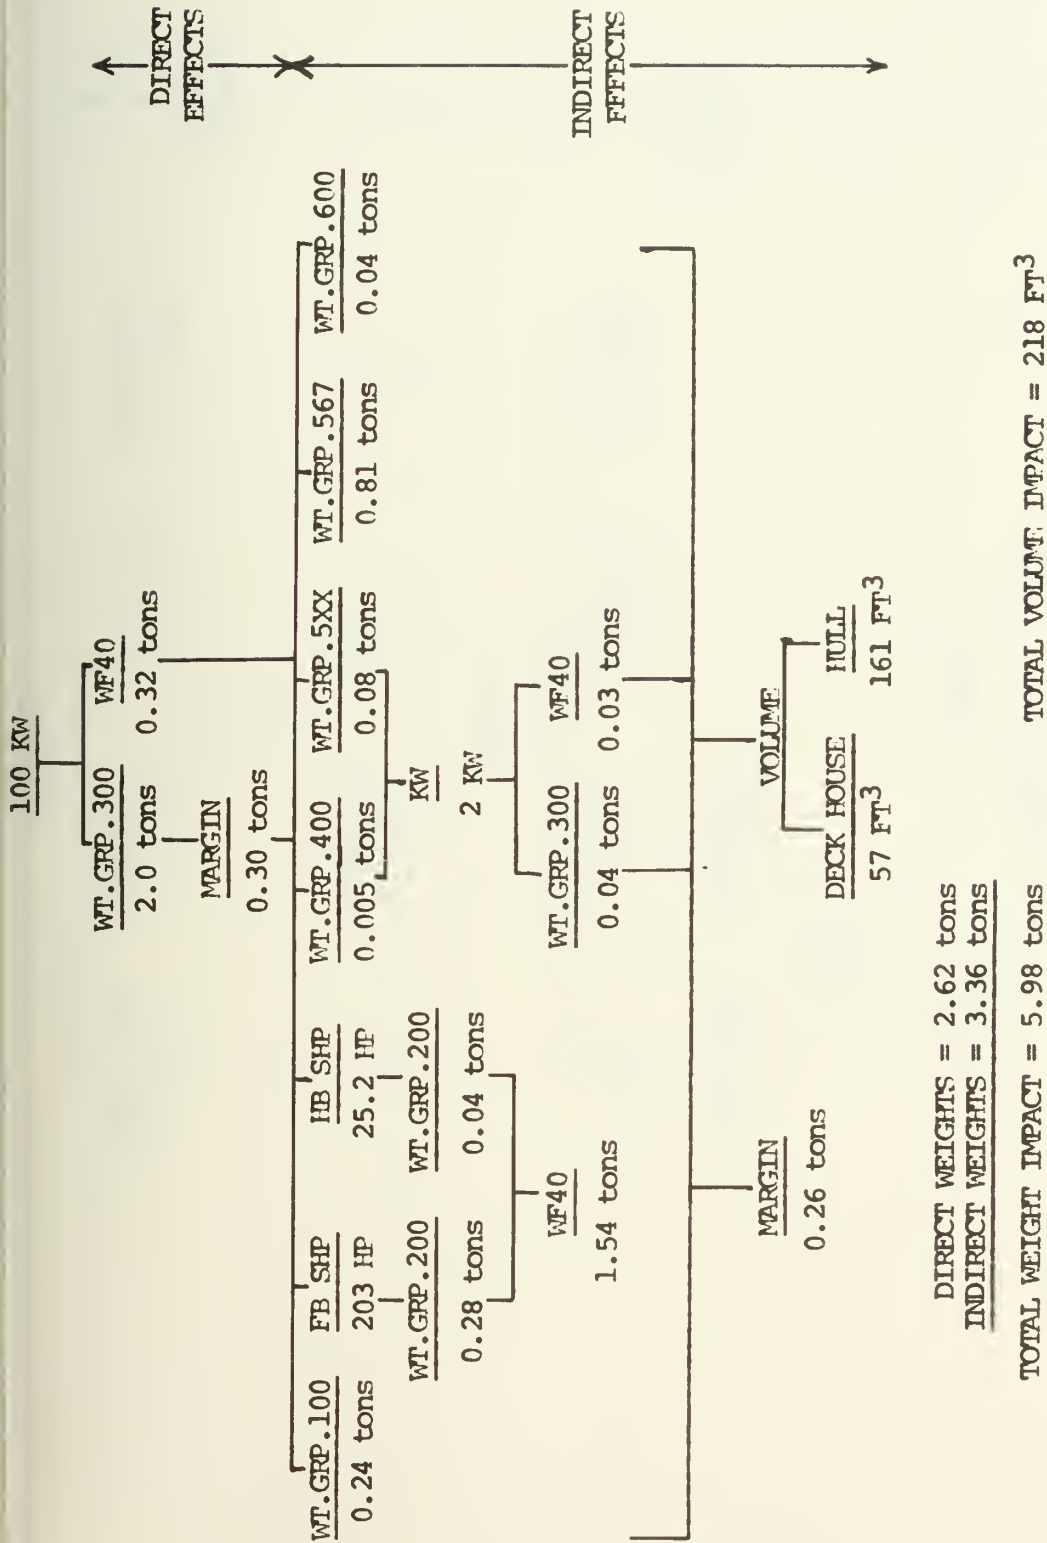 100 KW
WT.GRP.300
2.0 tons
WF40
0.32 tons
MARGIN
0.30 tons
DIRECT
EFFECTS
WT.GRP.100
0.24 tons
FB SHP
203 HP
HB SHP
25.2 HP
WT.GRP.400
0.005 tons
WT.GRP.5XX
0.08 tons
WT.GRP.567
0.81 tons
WT.GRP.600
0.04 tons
WT.GRP.200
0.28 tons
WT.GRP.200
0.04 tons
KW
2 KW
WF40
1.54 tons
WT.GRP.300
0.04 tons
WF40
0.03 tons
INDIRECT
EFFECTS
MARGIN
0.26 tons
VOLUME
DECK HOUSE
57 FT3
HULL
161 FT3
DIRECT WEIGHTS = 2.62 tons
INDIRECT WEIGHTS = 3.36 tons
TOTAL WEIGHT IMPACT = 5.98 tons
TOTAL VOLUME IMPACT = 218 FT3